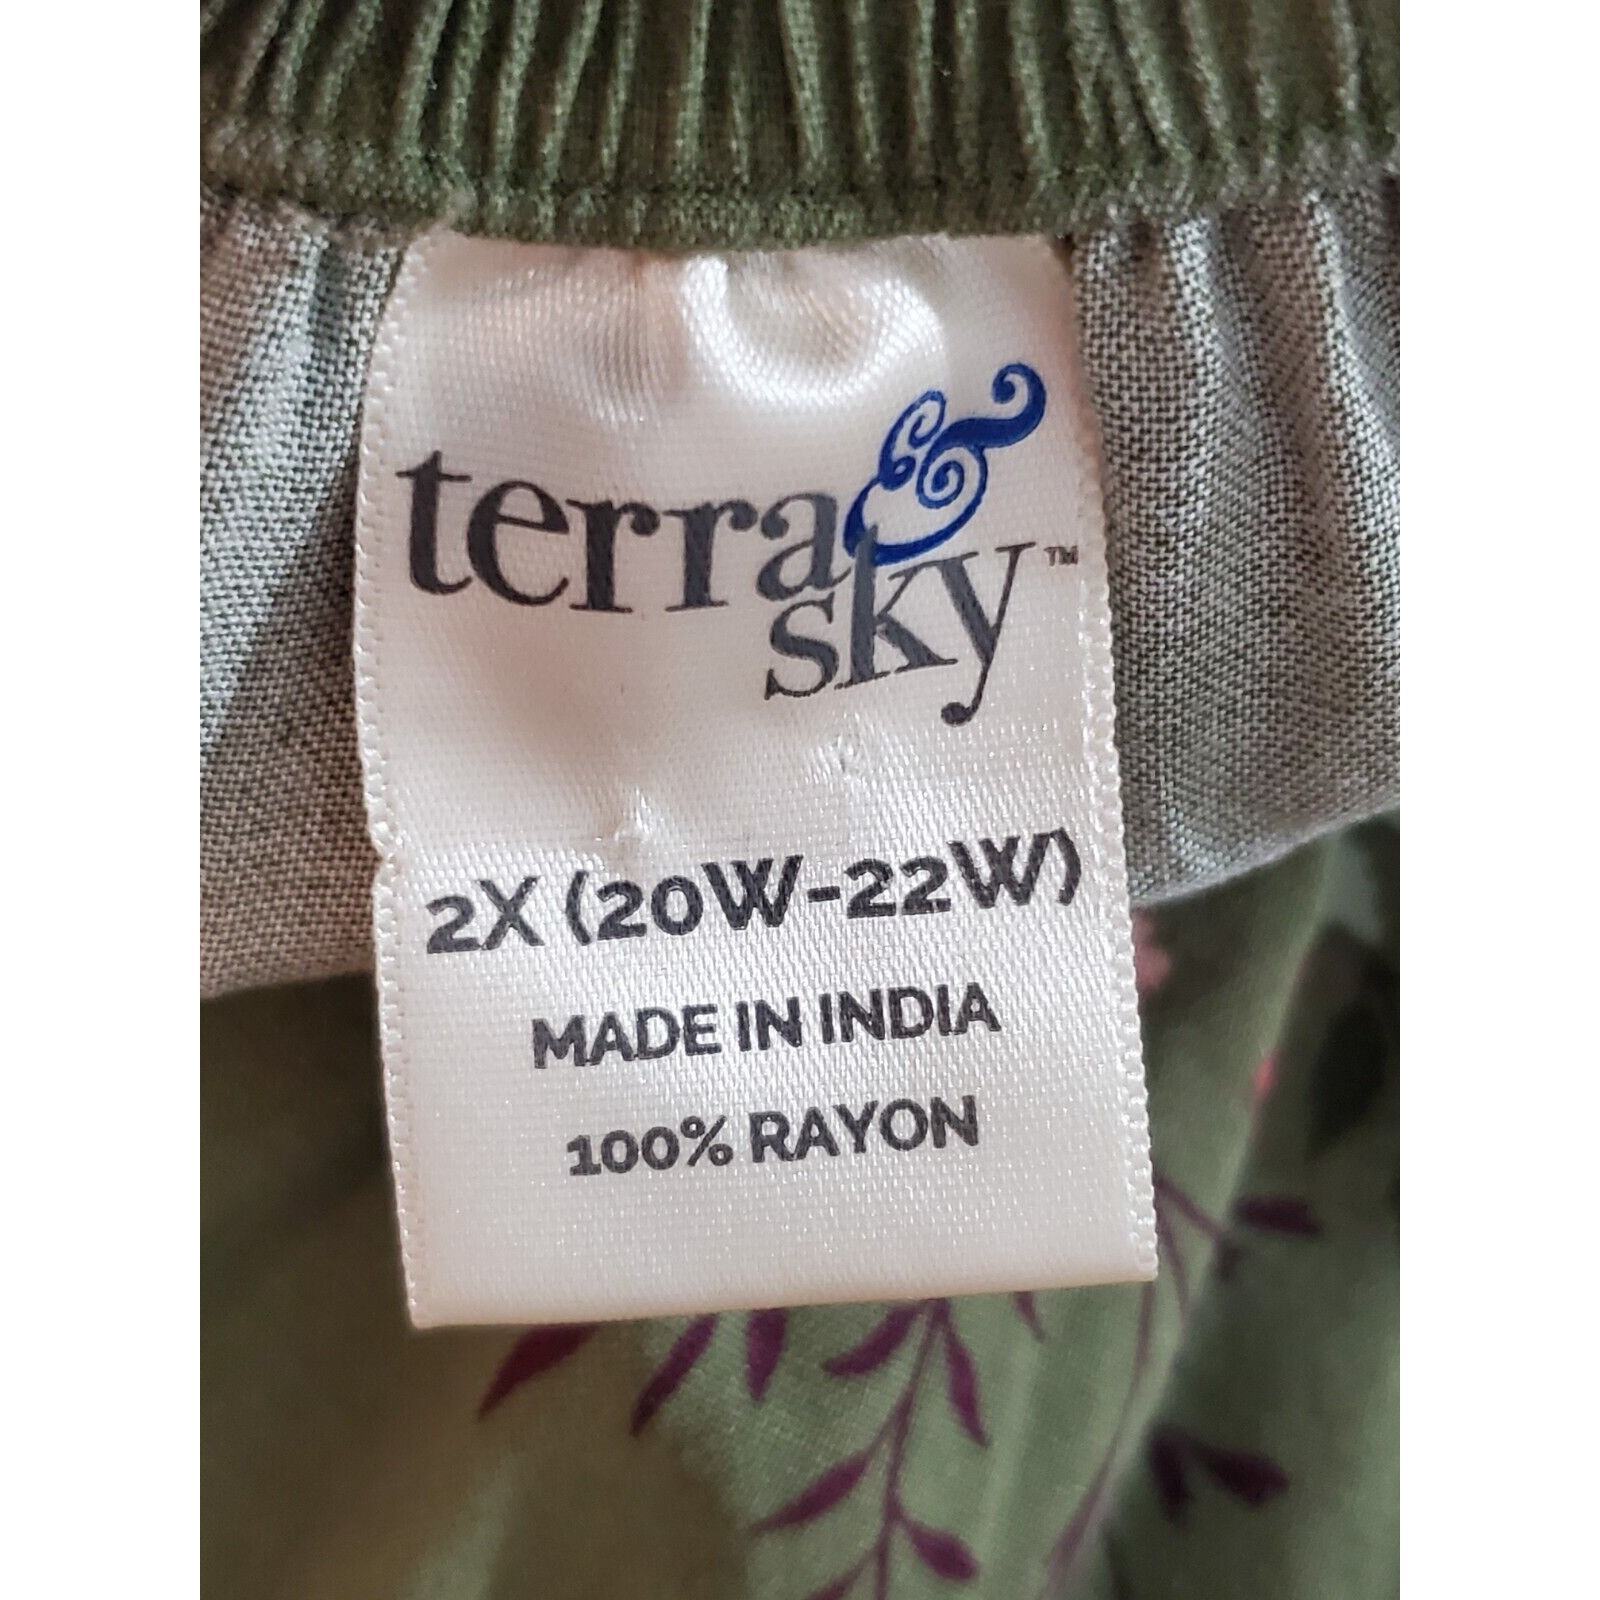 terra &
sky™
2X (20W-22W)
MADE IN INDIA
100% RAYON